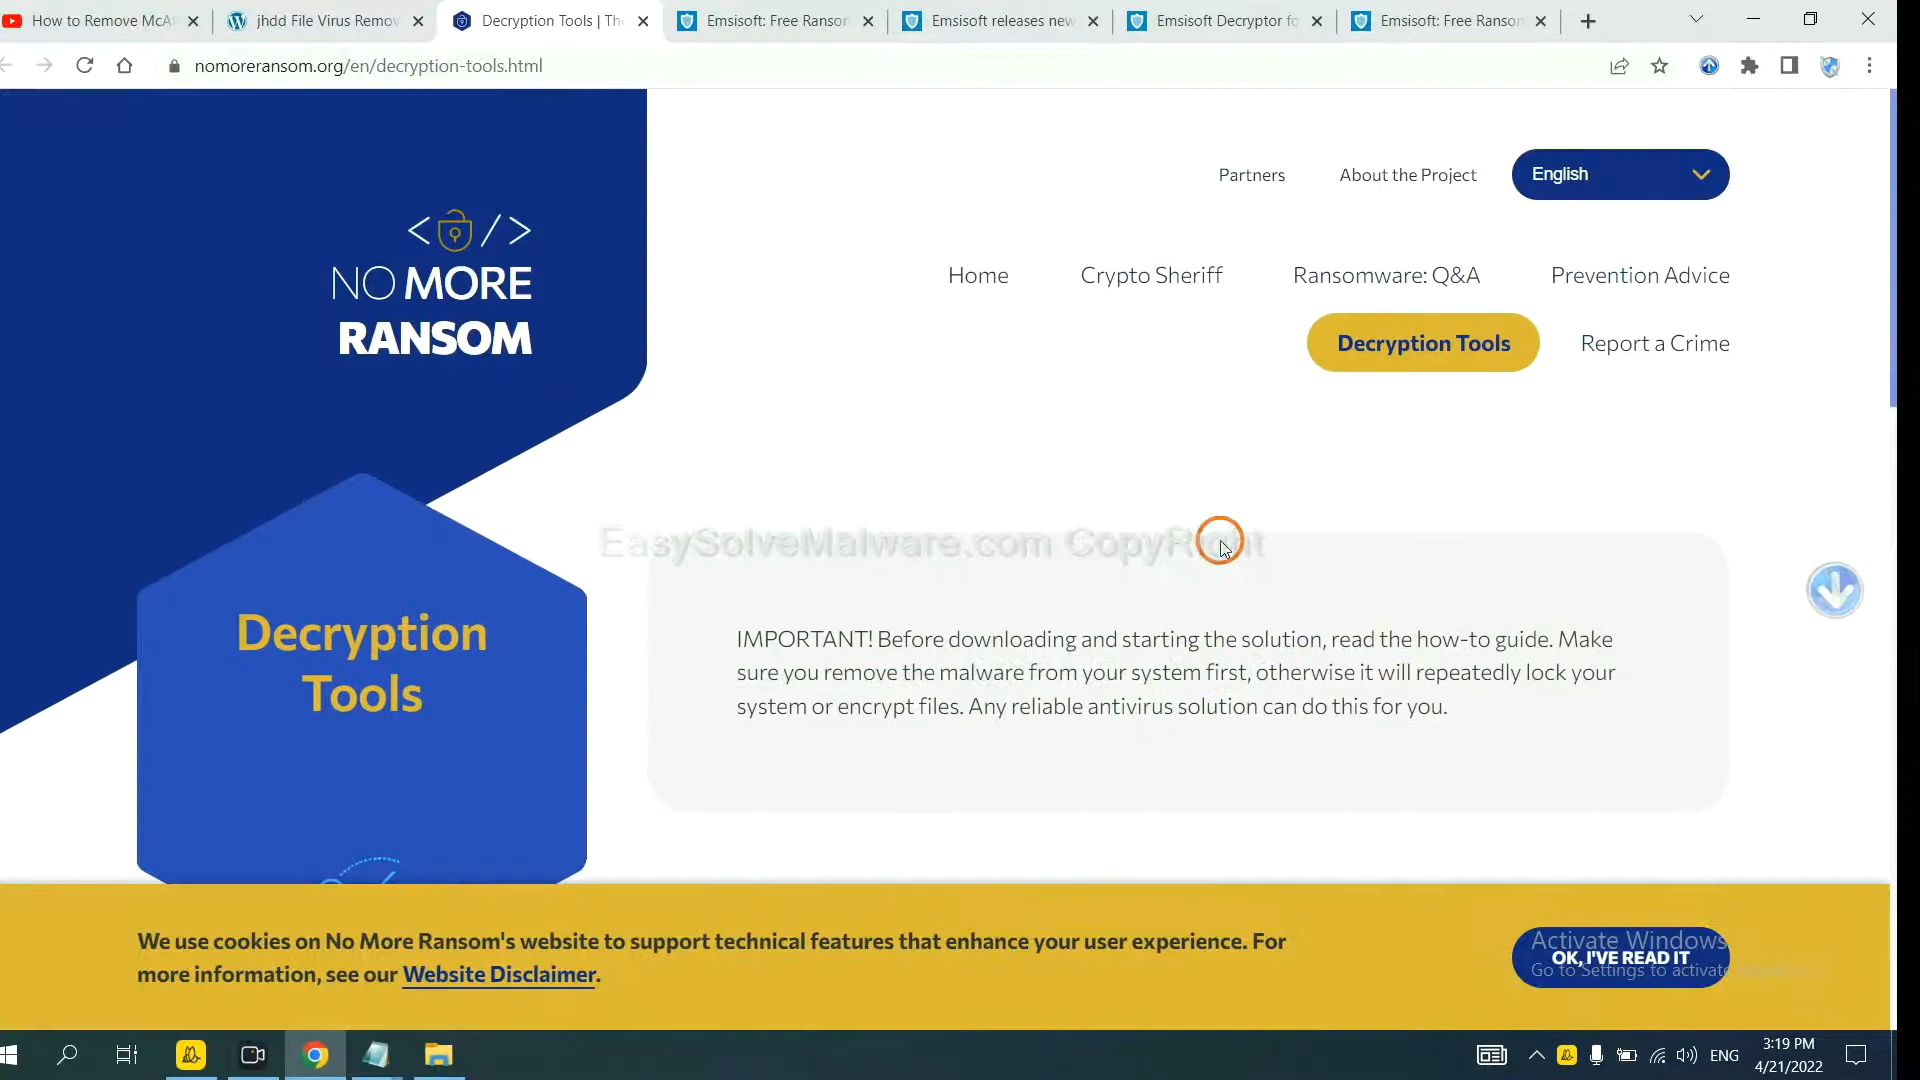 How to Remove McA
jhdd File Virus Remov
Decryption Tools | The
Emsisoft: Free Ranson
Emsisoft releases new
Emsisoft Decryptor fo
Emsisoft: Free Ranson
nomoreransom.org/en/decryption-tools.html
Partners
About the Project
English
NO MORE
RANSOM
Home
Crypto Sheriff
Ransomware: Q&A
Prevention Advice
Decryption Tools
Report a Crime
EasySolveMalware.com CopyRight
Decryption
Tools
IMPORTANT! Before downloading and starting the solution, read the how-to guide. Make
sure you remove the malware from your system first, otherwise it will repeatedly lock your
system or encrypt files. Any reliable antivirus solution can do this for you.
We use cookies on No More Ransom's website to support technical features that enhance your user experience. For
more information, see our Website Disclaimer.
Activate Windows
OK, I'VE READ IT
Go to Settings to activate
ENG
3:19 PM
4/21/2022